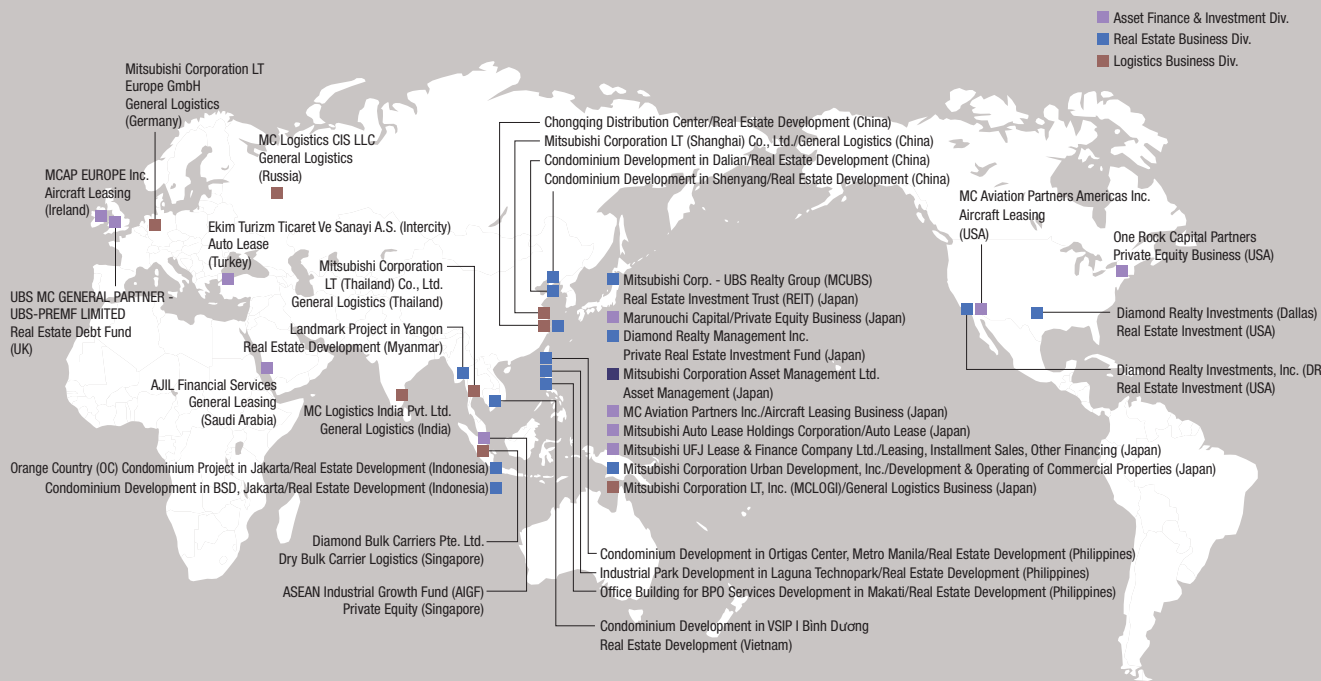 Asset Finance & Investment Div.
Real Estate Business Div.
Logistics Business Div.
Mitsubishi Corporation LT
Europe GmbH
General Logistics
(Germany)
MC Logistics CIS LLC
General Logistics
(Russia)
MCAP EUROPE Inc.
Aircraft Leasing
(Ireland)
Ekim Turizm Ticaret Ve Sanayi A.S. (Intercity)
Auto Lease
(Turkey)
UBS MC GENERAL PARTNER -
UBS-PREMF LIMITED
Real Estate Debt Fund
(UK)
Mitsubishi Corporation
LT (Thailand) Co., Ltd.
General Logistics (Thailand)
Landmark Project in Yangon
Real Estate Development (Myanmar)
AJIL Financial Services
General Leasing
(Saudi Arabia)
MC Logistics India Pvt. Ltd.
General Logistics (India)
Orange Country (OC) Condominium Project in Jakarta/Real Estate Development (Indonesia)
Condominium Development in BSD, Jakarta/Real Estate Development (Indonesia)
Diamond Bulk Carriers Pte. Ltd.
Dry Bulk Carrier Logistics (Singapore)
ASEAN Industrial Growth Fund (AIGF)
Private Equity (Singapore)
Chongqing Distribution Center/Real Estate Development (China)
Mitsubishi Corporation LT (Shanghai) Co., Ltd./General Logistics (China)
Condominium Development in Dalian/Real Estate Development (China)
Condominium Development in Shenyang/Real Estate Development (China)
Mitsubishi Corp. - UBS Realty Group (MCUBS)
Real Estate Investment Trust (REIT) (Japan)
Marunouchi Capital/Private Equity Business (Japan)
Diamond Realty Management Inc.
Private Real Estate Investment Fund (Japan)
Mitsubishi Corporation Asset Management Ltd.
Asset Management (Japan)
MC Aviation Partners Inc./Aircraft Leasing Business (Japan)
Mitsubishi Auto Lease Holdings Corporation/Auto Lease (Japan)
Mitsubishi UFJ Lease & Finance Company Ltd./Leasing, Installment Sales, Other Financing (Japan)
Mitsubishi Corporation Urban Development, Inc./Development & Operating of Commercial Properties (Japan)
Mitsubishi Corporation LT, Inc. (MCLOGI)/General Logistics Business (Japan)
Condominium Development in Ortigas Center, Metro Manila/Real Estate Development (Philippines)
Industrial Park Development in Laguna Technopark/Real Estate Development (Philippines)
Office Building for BPO Services Development in Makati/Real Estate Development (Philippines)
Condominium Development in VSIP I Bình Dương
Real Estate Development (Vietnam)
MC Aviation Partners Americas Inc.
Aircraft Leasing
(USA)
One Rock Capital Partners
Private Equity Business (USA)
Diamond Realty Investments (Dallas)
Real Estate Investment (USA)
Diamond Realty Investments, Inc. (DR
Real Estate Investment (USA)